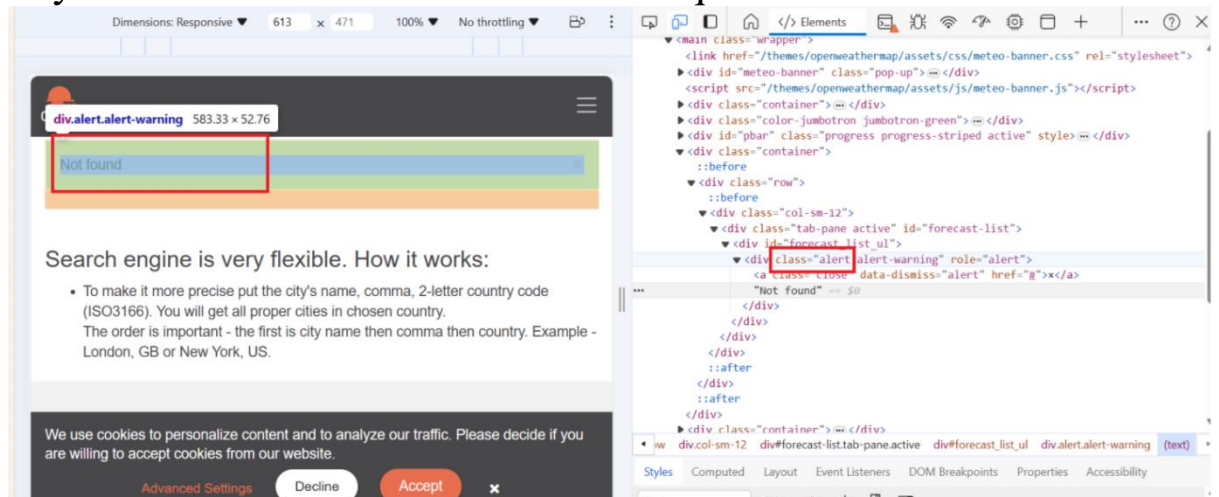 Dimensions: Responsive ▼ 613 x 471 100% ▼ No throttling ▼
div.alert.alert-warning 583.33 × 52.76
Not found
Search engine is very flexible. How it works:
• To make it more precise put the city's name, comma, 2-letter country code
(ISO3166). You will get all proper cities in chosen country.
The order is important - the first is city name then comma then country. Example -
London, GB or New York, US.
We use cookies to personalize content and to analyze our traffic. Please decide if you
are willing to accept cookies from our website.
Advanced Settings Decline Accept ×
</> Elements
<main class="wrapper">
<link href="/themes/openweathermap/assets/css/meteo-banner.css" rel="stylesheet">
▶<div id="meteo-banner" class="pop-up">…</div>
<script src="/themes/openweathermap/assets/js/meteo-banner.js"></script>
▶<div class="container">…</div>
▶<div class="color-jumbotron jumbotron-green">…</div>
▶<div id="pbar" class="progress progress-striped active" style>…</div>
▼<div class="container">
::before
▼<div class="row">
::before
▼<div class="col-sm-12">
▼<div class="tab-pane active" id="forecast-list">
▼<div id="forecast_list_ul">
▼<div class="alert alert-warning" role="alert">
<a class="close" data-dismiss="alert" href="#">x</a>
"Not found" == $0
</div>
</div>
</div>
</div>
::after
</div>
::after
</div>
▶<div class="container">…</div>
ow div.col-sm-12 div#forecast-list.tab-pane.active div#forecast_list_ul div.alert.alert-warning (text)
Styles Computed Layout Event Listeners DOM Breakpoints Properties Accessibility